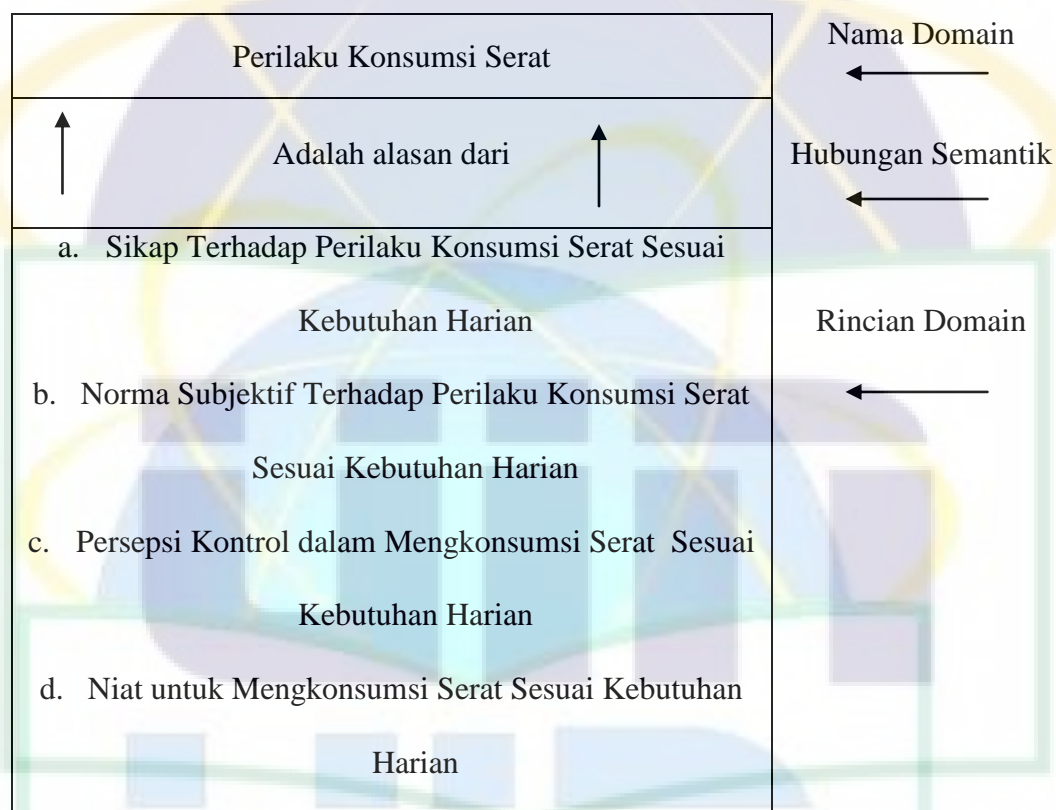 Perilaku Konsumsi Serat
Nama Domain
Adalah alasan dari
Hubungan Semantik
a. Sikap Terhadap Perilaku Konsumsi Serat Sesuai
Kebutuhan Harian
Rincian Domain
b. Norma Subjektif Terhadap Perilaku Konsumsi Serat
Sesuai Kebutuhan Harian
c. Persepsi Kontrol dalam Mengkonsumsi Serat Sesuai
Kebutuhan Harian
d. Niat untuk Mengkonsumsi Serat Sesuai Kebutuhan
Harian